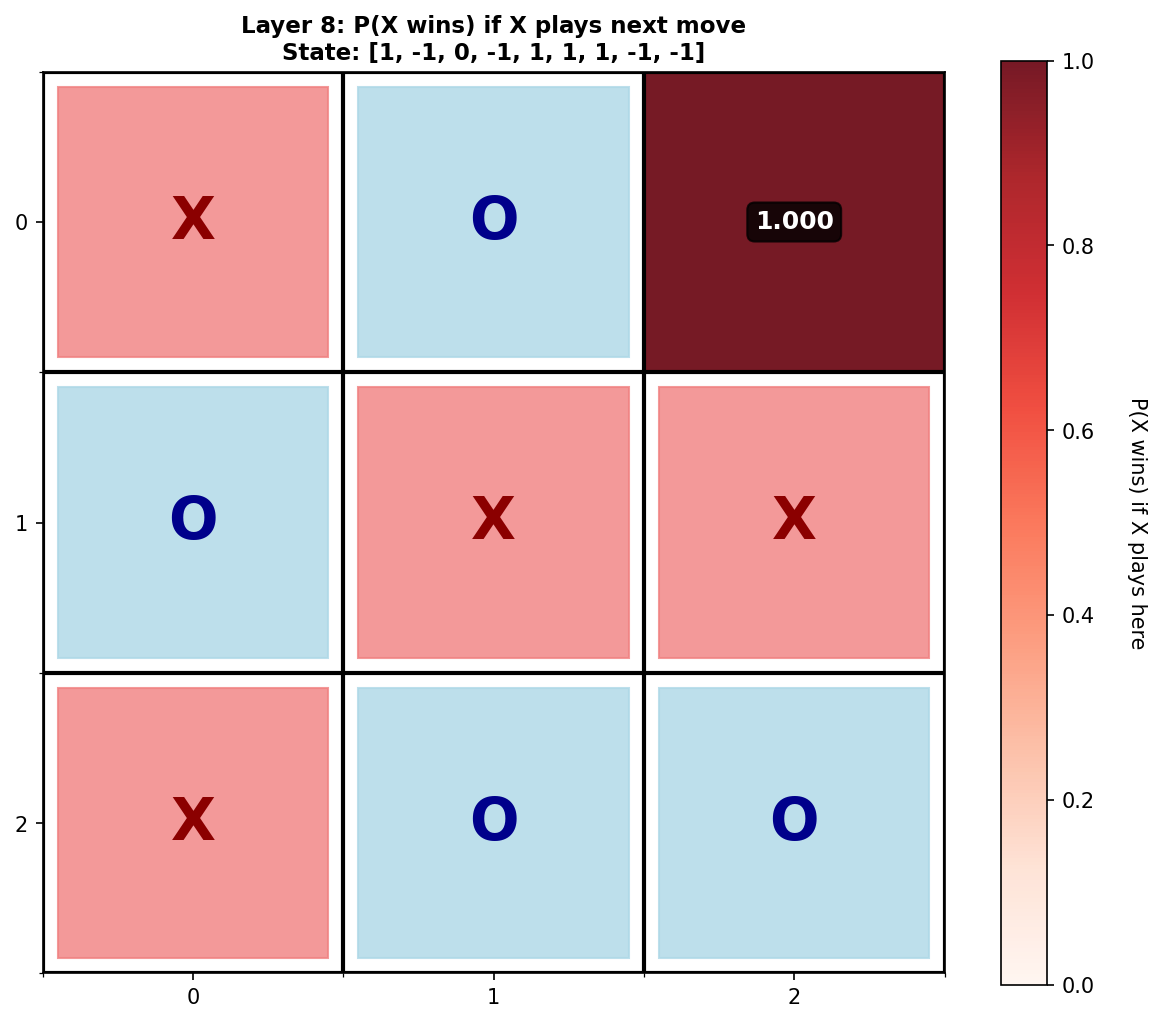 Layer 8: P(X wins) if X plays next move
State: [1, -1, 0, -1, 1, 1, 1, -1, -1]
X O 1.000
O X X
X O O
0
1
2
0 1 2
1.0
0.8
0.6
0.4
0.2
0.0
P(X wins) if X plays here